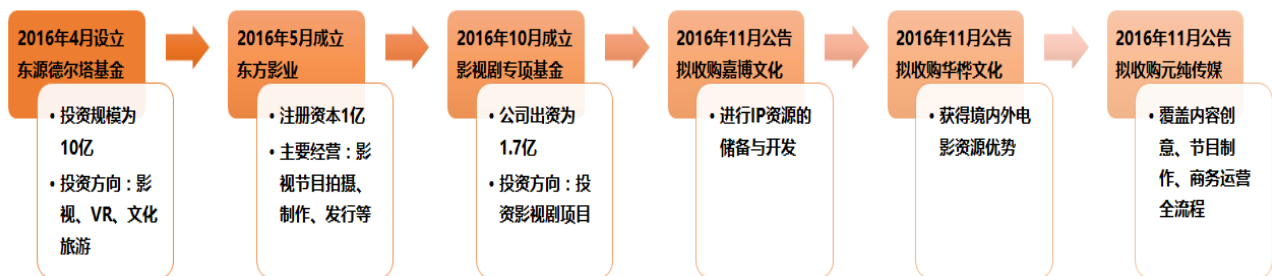 2016年4月设立
东源德尔塔基金
• 投资规模为
10亿
• 投资方向：影
视、VR、文化
旅游
2016年5月成立
东方影业
• 注册资本1亿
• 主要经营：影
视节目拍摄、
制作、发行等
2016年10月成立
影视剧专项基金
• 公司出资为
1.7亿
• 投资方向：投
资影视剧项目
2016年11月公告
拟收购嘉博文化
• 进行IP资源的
储备与开发
2016年11月公告
拟收购华桦文化
• 获得境内外电
影资源优势
2016年11月公告
拟收购元纯传媒
• 覆盖内容创
意、节目制
作、商务运营
全流程